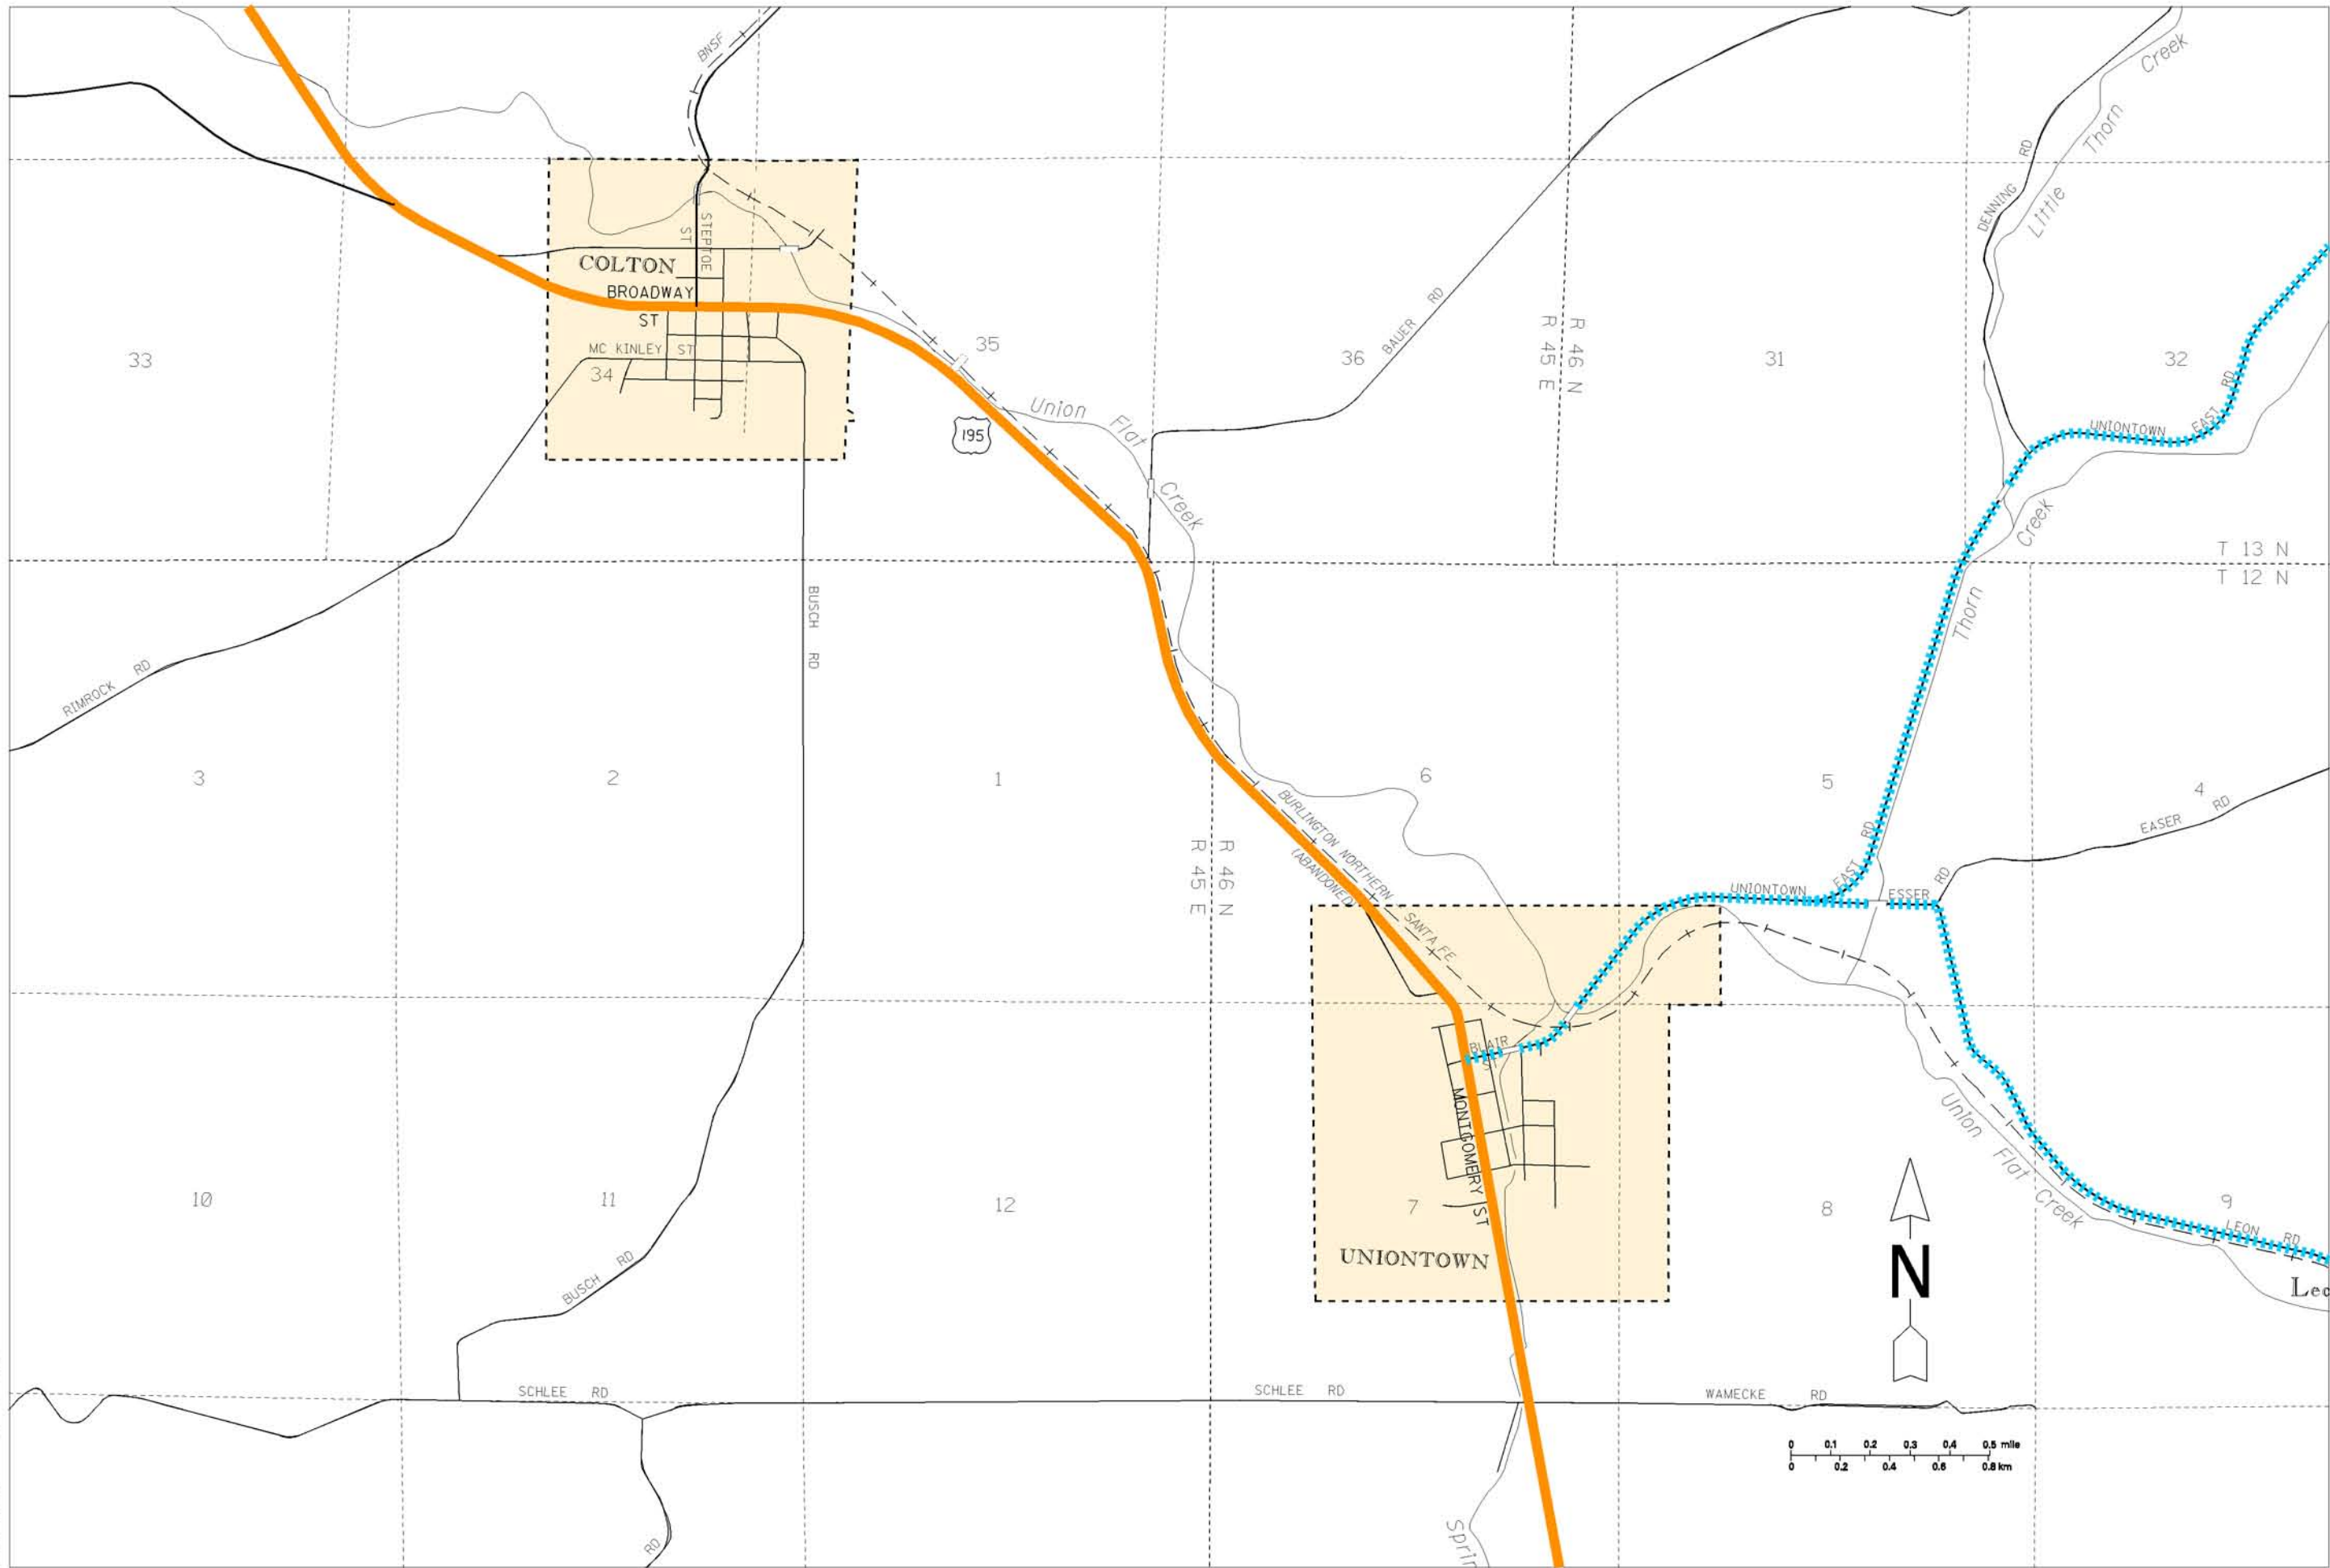 BNSF
Creek
Thorn
Little
DENNING RD
STEPTOE
ST
COLTON
BROADWAY
ST
MC KINLEY ST
34
33
35
36
BAUER RD
R 45 E
R 46 N
31
32
195
Union Flat Creek
UNIONTOWN EAST RD
Creek
Thorn
T 13 N
T 12 N
BUSCH RD
RIMROCK RD
3
2
1
6
5
4
R 45 E
R 46 N
BURLINGTON NORTHERN SANTA FE
(ABANDONED)
UNIONTOWN EAST RD
ESSER RD
EASER RD
BLAIR
ST
MONTGOMERY ST
UNIONTOWN
10
11
12
7
8
9
Union Flat Creek
LEON RD
Leo
N
BUSCH RD
SCHLEE RD
SCHLEE RD
WAMECKE RD
0 0.1 0.2 0.3 0.4 0.5 mile
0 0.2 0.4 0.6 0.8 km
RD
Sprin